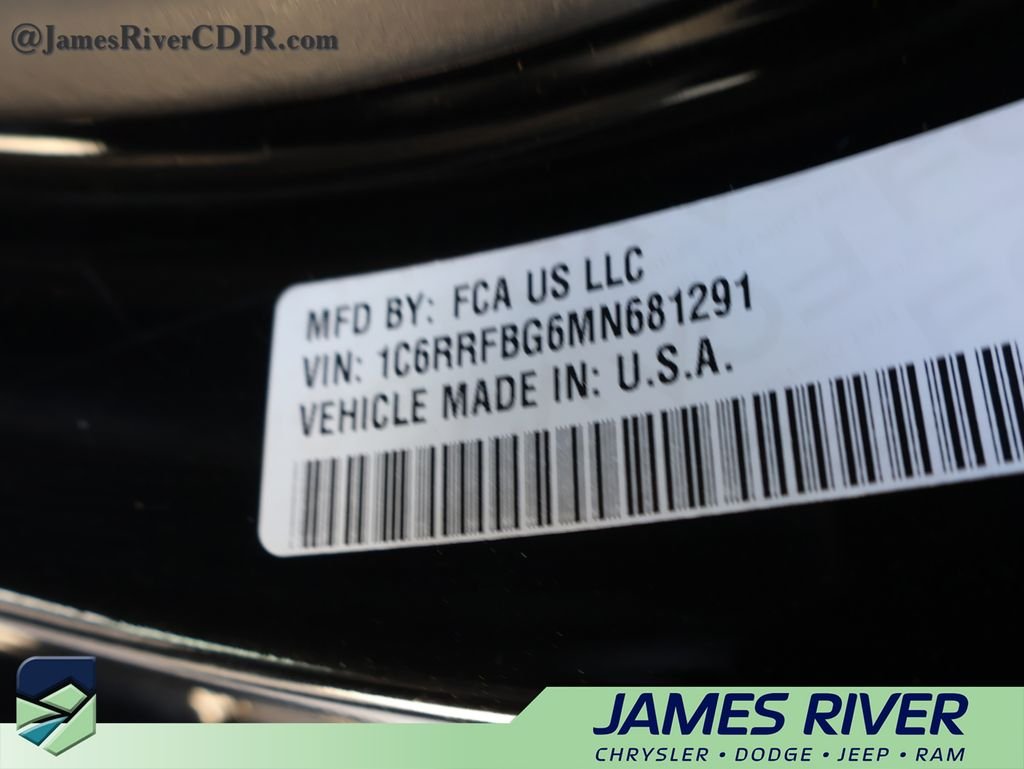 @JamesRiverCDJR.com
MFD BY: FCA US LLC
VIN: 1C6RRFBG6MN681291
VEHICLE MADE IN: U.S.A.
JAMES RIVER
CHRYSLER • DODGE • JEEP • RAM